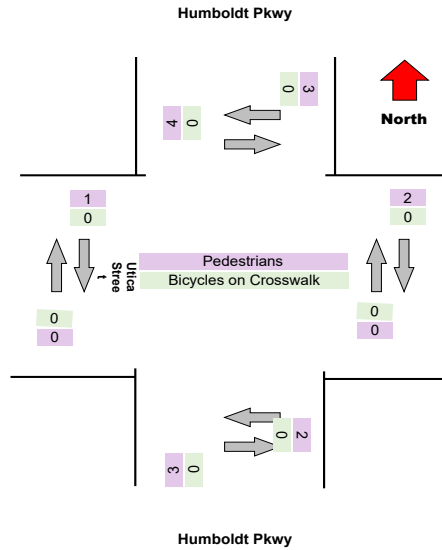 Humboldt Pkwy
0 3
4 0
North
1
0
2
0
Utica
Stree
t
Pedestrians
Bicycles on Crosswalk
0
0
0
0
0 2
3 0
Humboldt Pkwy